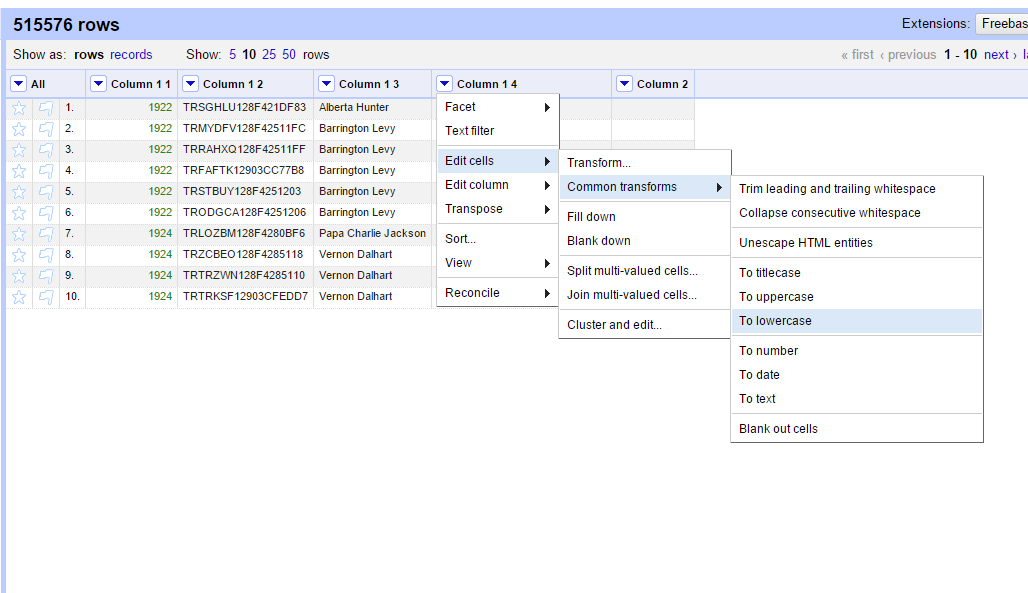 515576 rows Extensions: Freebas
Show as: rows records Show: 5 10 25 50 rows « first ‹ previous 1 - 10 next ›
All Column 1 1 Column 1 2 Column 1 3 Column 1 4 Column 2
1. 1922 TRSGHLU128F421DF83 Alberta Hunter
2. 1922 TRMYDFV128F42511FC Barrington Levy
3. 1922 TRRAHXQ128F42511FF Barrington Levy
4. 1922 TRFAFTK12903CC77B8 Barrington Levy
5. 1922 TRSTBUY128F4251203 Barrington Levy
6. 1922 TRODGCA128F4251206 Barrington Levy
7. 1924 TRLOZBM128F4280BF6 Papa Charlie Jackson
8. 1924 TRZCBEO128F4285118 Vernon Dalhart
9. 1924 TRTRZWN128F4285110 Vernon Dalhart
10. 1924 TRTRKSF12903CFEDD7 Vernon Dalhart
Facet
Text filter
Edit cells
Edit column
Transpose
Sort...
View
Reconcile
Transform...
Common transforms
Fill down
Blank down
Split multi-valued cells...
Join multi-valued cells...
Cluster and edit...
Trim leading and trailing whitespace
Collapse consecutive whitespace
Unescape HTML entities
To titlecase
To uppercase
To lowercase
To number
To date
To text
Blank out cells